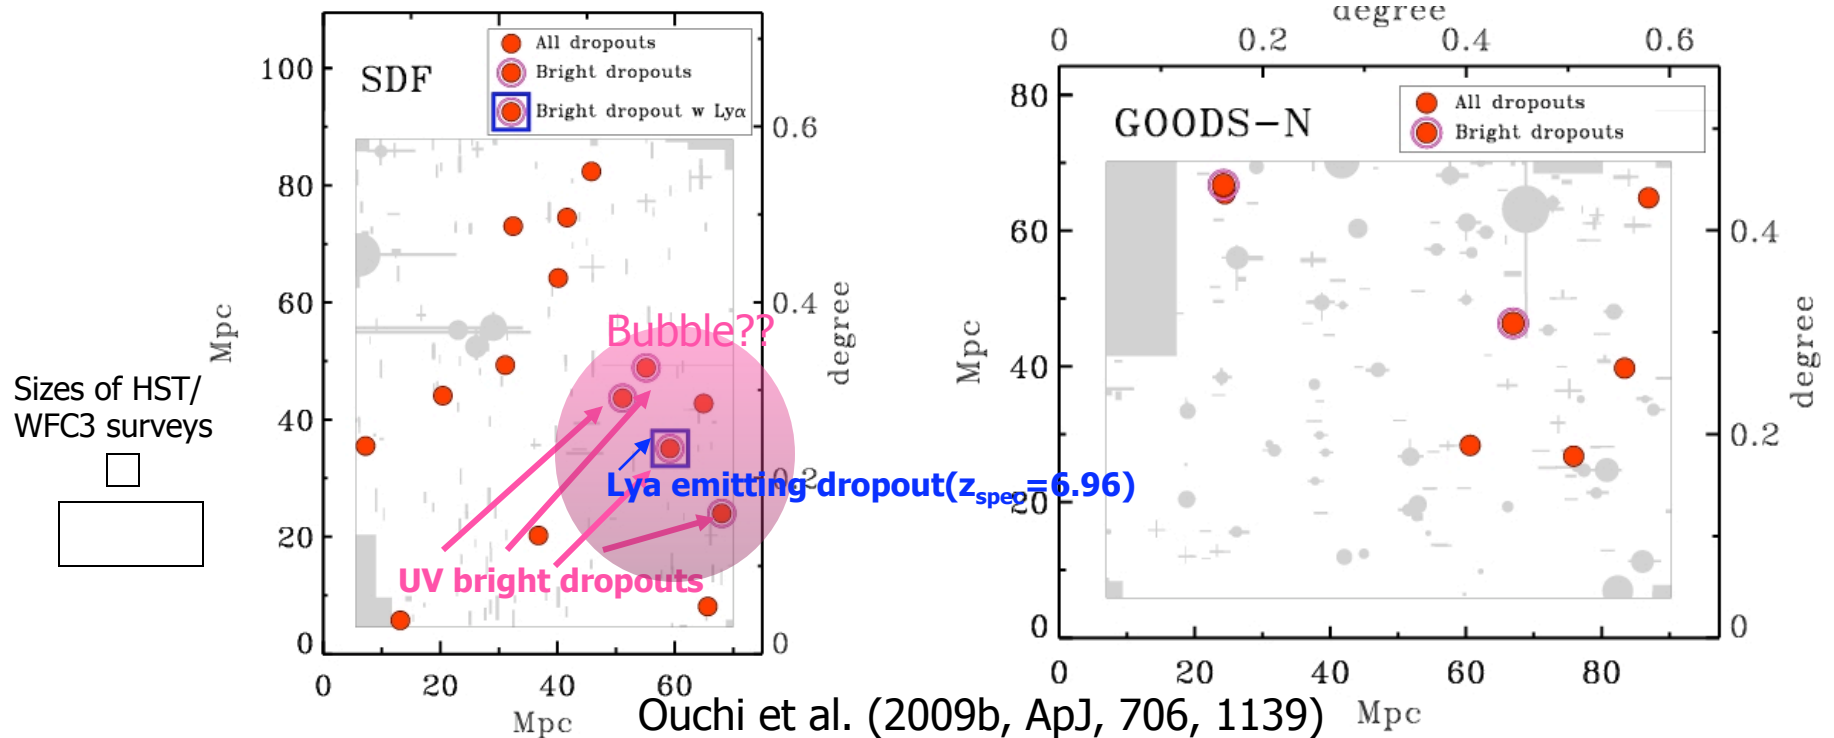 Sizes of HST/
WFC3 surveys
SDF
All dropouts
Bright dropouts
Bright dropout w Lyα
100
80
60
40
20
0
Mpc
0
20
40
60
Mpc
0.6
0.4
0.2
0
degree
Bubble??
Lya emitting dropout(zspec=6.96)
UV bright dropouts
degree
0
0.2
0.4
0.6
GOODS-N
All dropouts
Bright dropouts
80
60
40
20
0
Mpc
0
20
40
60
80
Mpc
0.4
0.2
0
degree
Ouchi et al. (2009b, ApJ, 706, 1139)